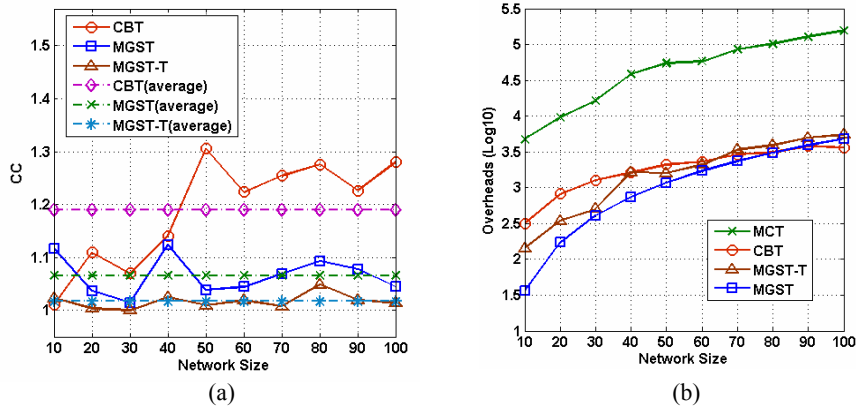 CBT
MGST
MGST-T
CBT(average)
MGST(average)
MGST-T(average)
CC
1.5
1.4
1.3
1.2
1.1
1
10 20 30 40 50 60 70 80 90 100
Network Size
(a)
Overheads (Log10)
5.5
5
4.5
4
3.5
3
2.5
2
1.5
1
MCT
CBT
MGST-T
MGST
10 20 30 40 50 60 70 80 90 100
Network Size
(b)